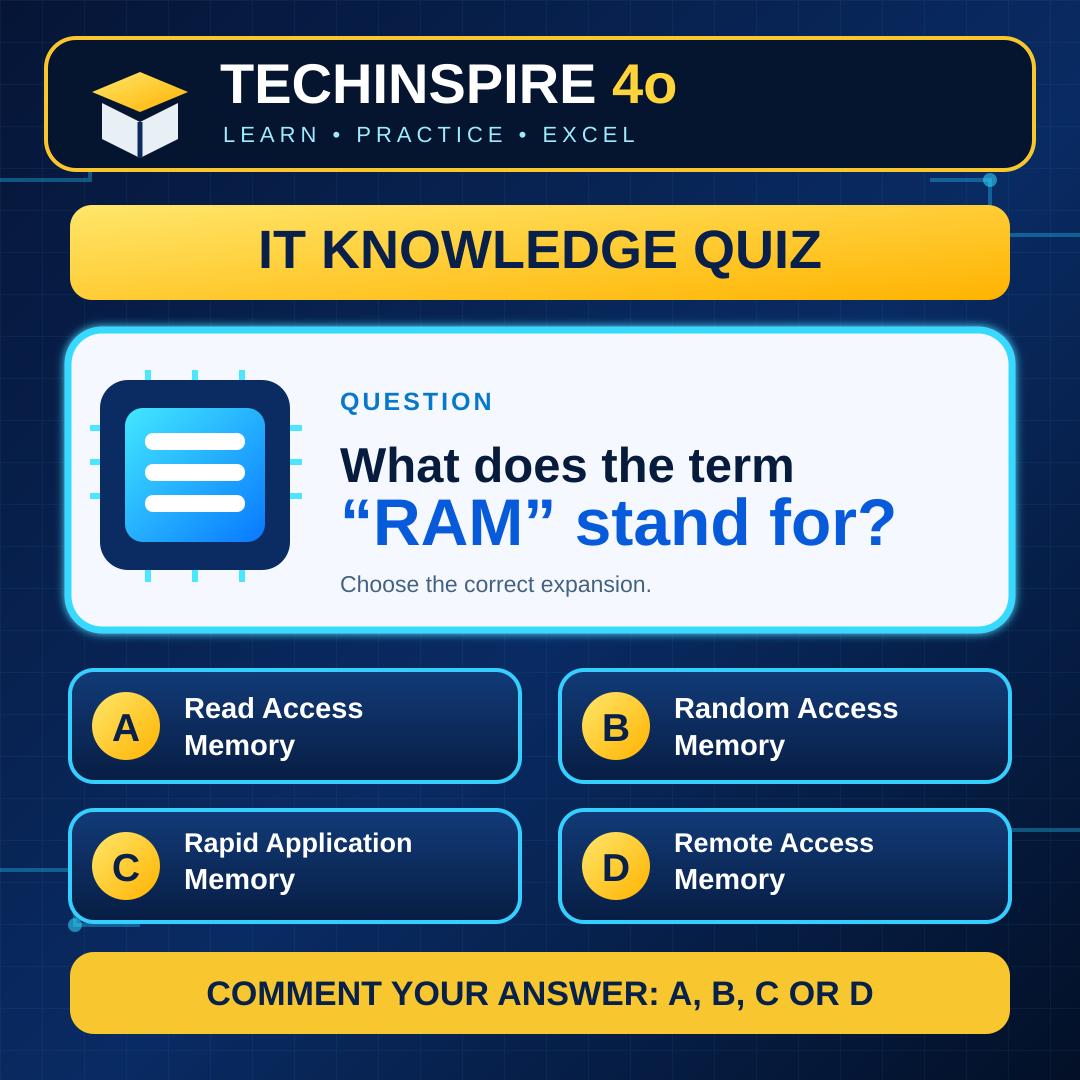 TECHINSPIRE 4o
LEARN • PRACTICE • EXCEL
IT KNOWLEDGE QUIZ
QUESTION
What does the term
“RAM” stand for?
Choose the correct expansion.
A
Read Access
Memory
B
Random Access
Memory
C
Rapid Application
Memory
D
Remote Access
Memory
COMMENT YOUR ANSWER: A, B, C OR D